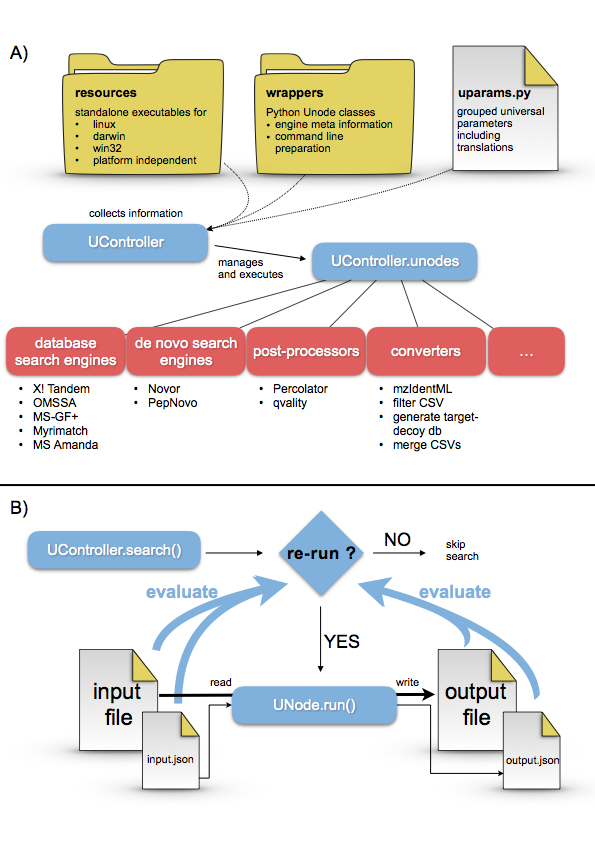 A)
resources
standalone executables for
• linux
• darwin
• win32
• platform independent
wrappers
Python Unode classes
• engine meta information
• command line
preparation
uparams.py
grouped universal
parameters
including
translations
collects information
UController
manages
and executes
UController.unodes
database
search engines
de novo search
engines
post-processors
converters
...
• X! Tandem
• OMSSA
• MS-GF+
• Myrimatch
• MS Amanda
• Novor
• PepNovo
• Percolator
• qvality
• mzIdentML
• filter CSV
• generate target-
decoy db
• merge CSVs
B)
UController.search()
re-run ?
NO
skip
search
evaluate
evaluate
YES
input
file
read
write
output
file
UNode.run()
input.json
output.json